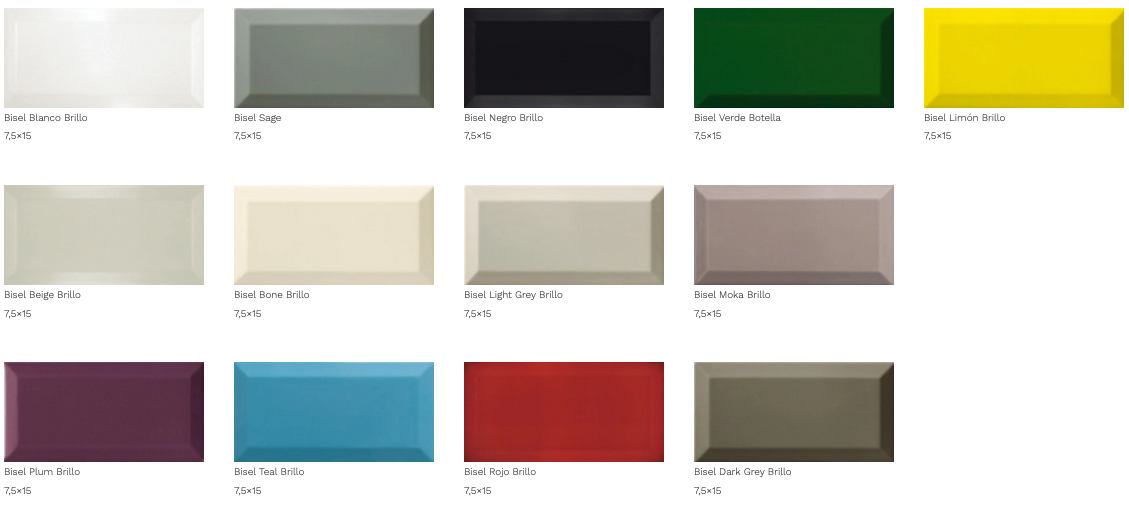 Bisel Blanco Brillo
7,5×15
Bisel Sage
7,5×15
Bisel Negro Brillo
7,5×15
Bisel Verde Botella
7,5×15
Bisel Limón Brillo
7,5×15
Bisel Beige Brillo
7,5×15
Bisel Bone Brillo
7,5×15
Bisel Light Grey Brillo
7,5×15
Bisel Moka Brillo
7,5×15
Bisel Plum Brillo
7,5×15
Bisel Teal Brillo
7,5×15
Bisel Rojo Brillo
7,5×15
Bisel Dark Grey Brillo
7,5×15